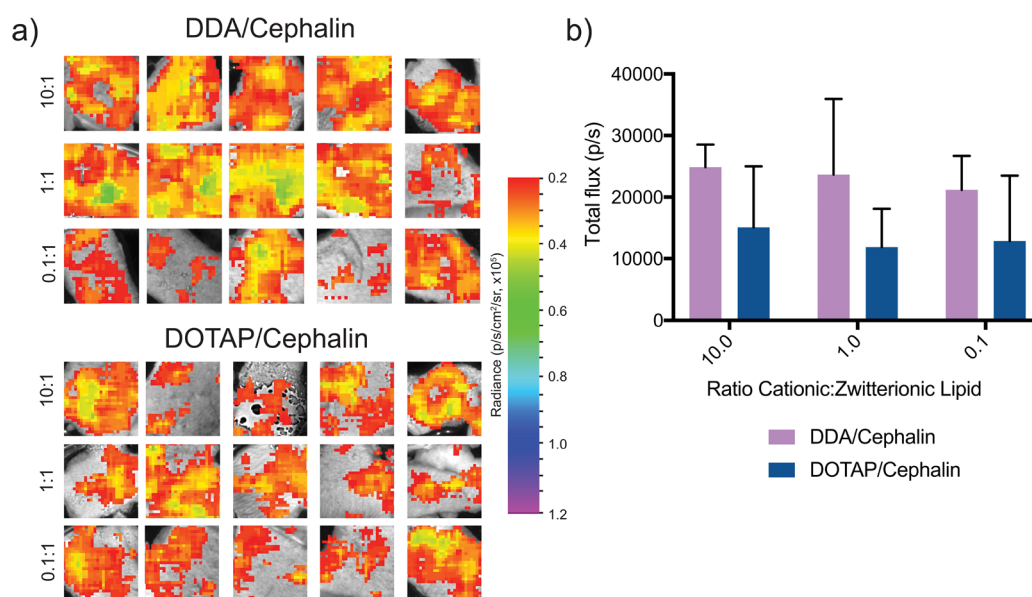 a)
DDA/Cephalin
10:1
1:1
0.1:1
DOTAP/Cephalin
10:1
1:1
0.1:1
Radiance (p/s/cm²/sr, x10⁵)
0.2
0.4
0.6
0.8
1.0
1.2
b)
Total flux (p/s)
40000
30000
20000
10000
0
10.0
1.0
0.1
Ratio Cationic:Zwitterionic Lipid
DDA/Cephalin
DOTAP/Cephalin